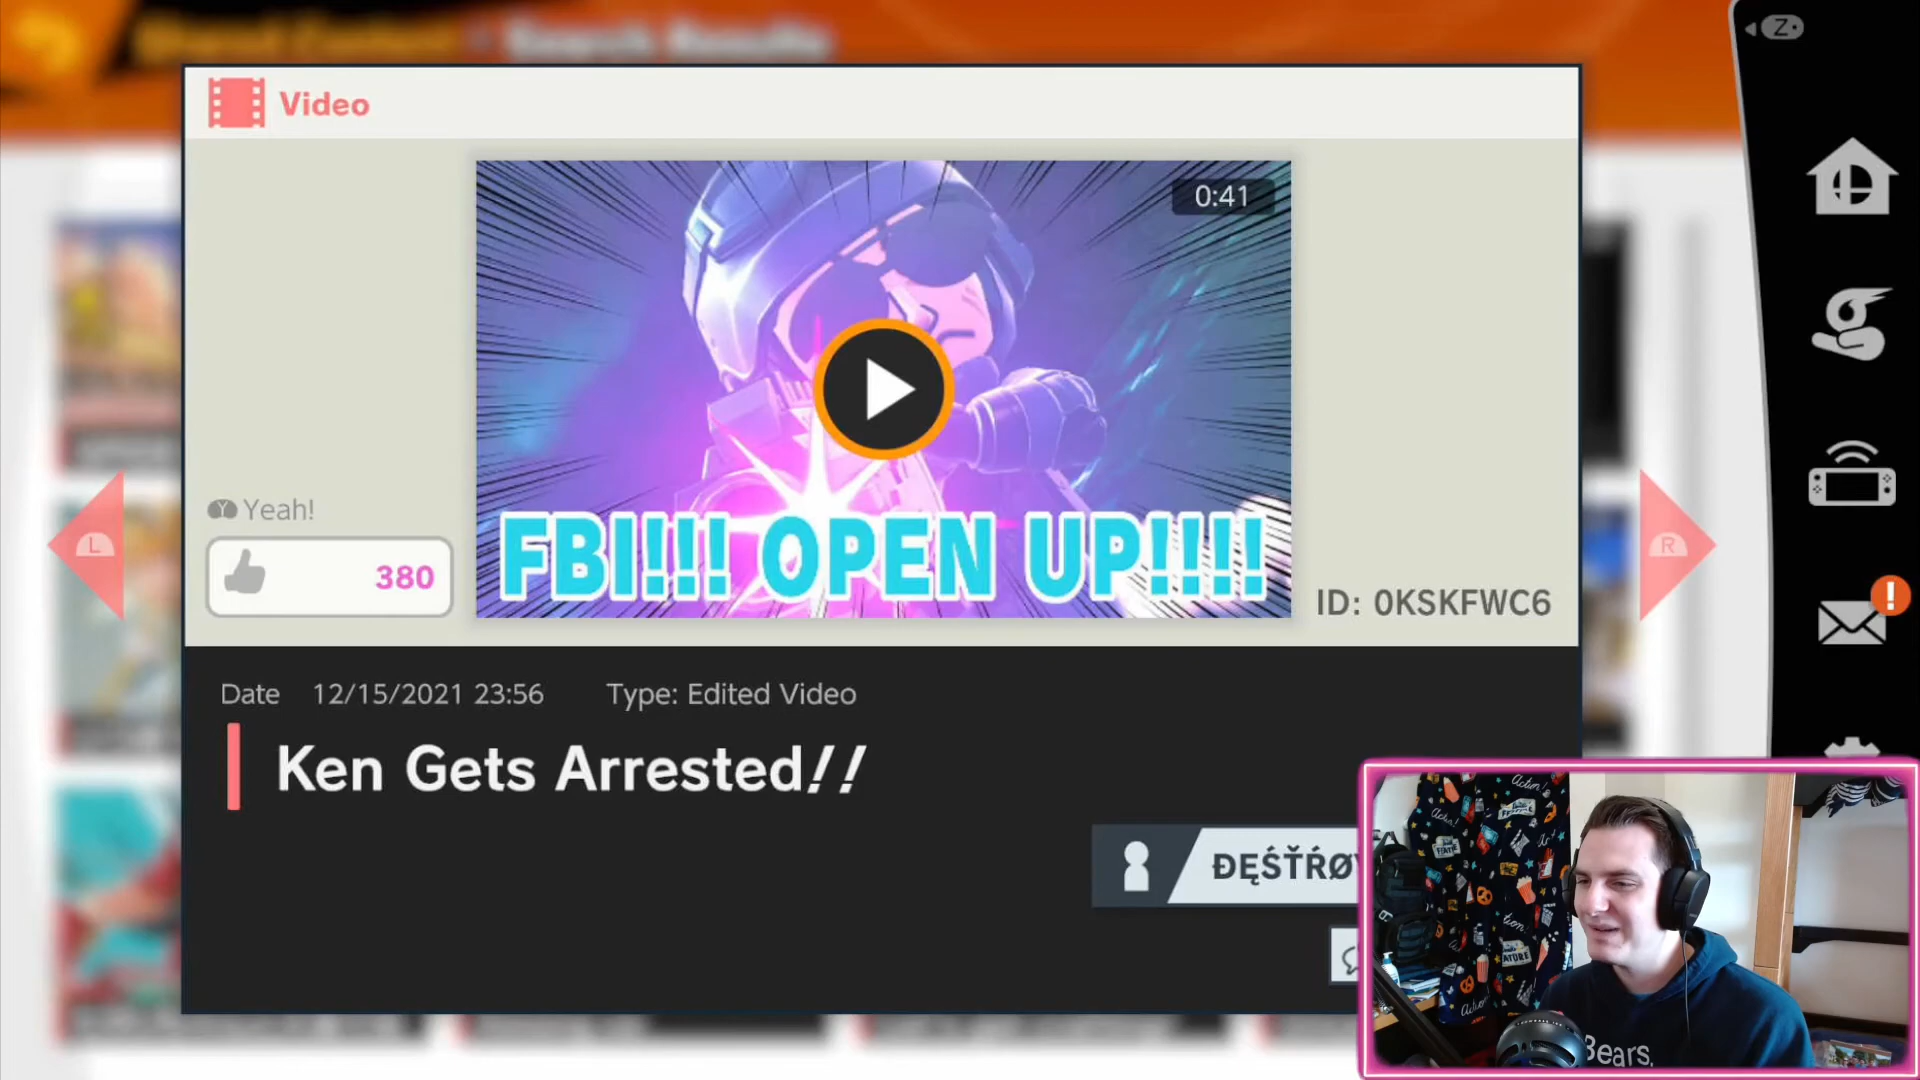 Z
Video
0:41
FBI!!! OPEN UP!!!!
Y Yeah!
380
ID: 0KSKFWC6
L
R
!
Date 12/15/2021 23:56 Type: Edited Video
Ken Gets Arrested!!
ĐĘŚŤŔØ
Bears.